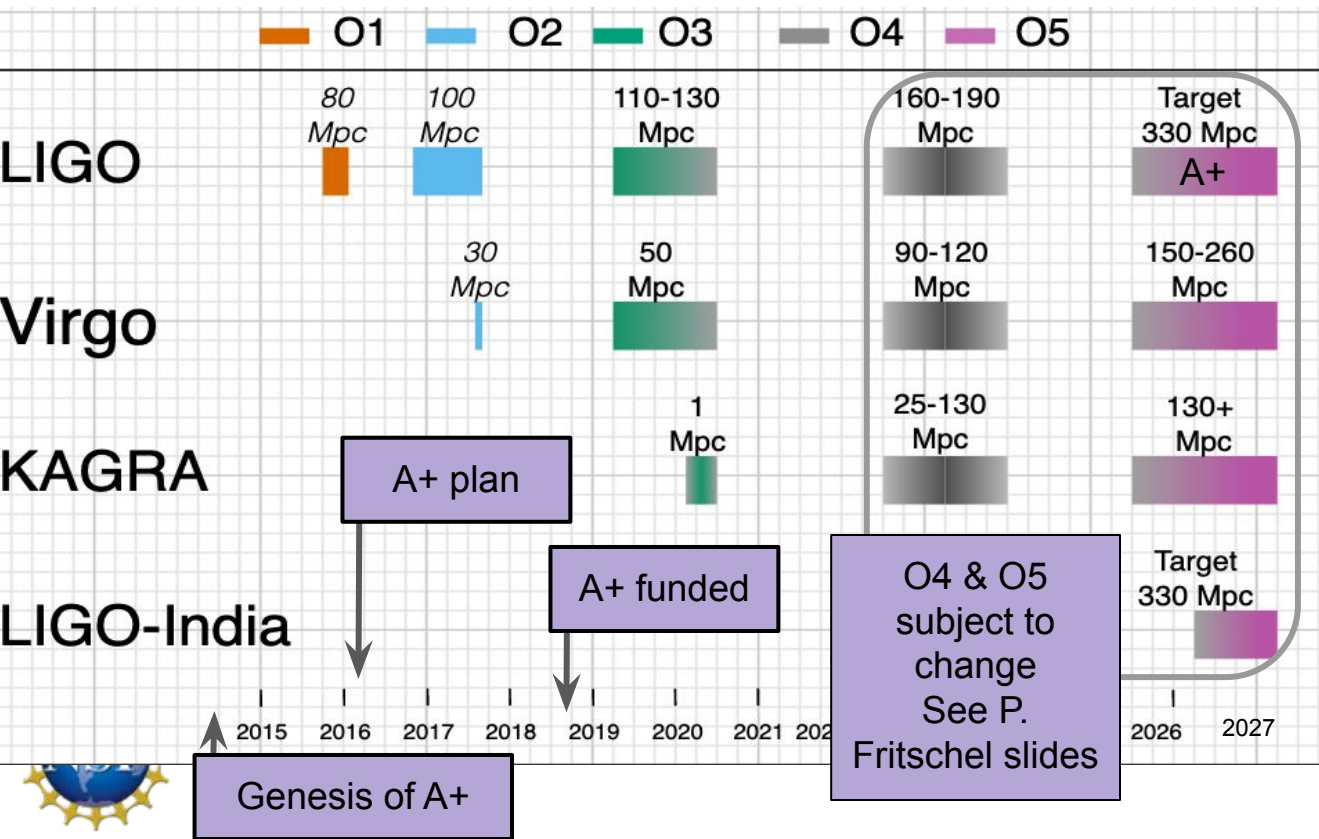 O1 O2 O3 O4 O5
80 100 110-130 160-190 Target
Mpc Mpc Mpc Mpc 330 Mpc
LIGO A+
30 50 90-120 150-260
Mpc Mpc Mpc Mpc
Virgo
1 25-130 130+
Mpc Mpc Mpc
KAGRA
A+ plan
Target
330 Mpc
LIGO-India
A+ funded
O4 & O5
subject to
change
See P.
Fritschel slides
2015 2016 2017 2018 2019 2020 2021 2026 2027
Genesis of A+